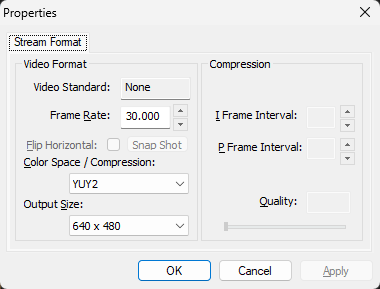 Properties
Stream Format
Video Format
Video Standard: None
Frame Rate: 30.000
Flip Horizontal: Snap Shot
Color Space / Compression:
YUY2
Output Size:
640 x 480
Compression
I Frame Interval:
P Frame Interval:
Quality:
OK Cancel Apply